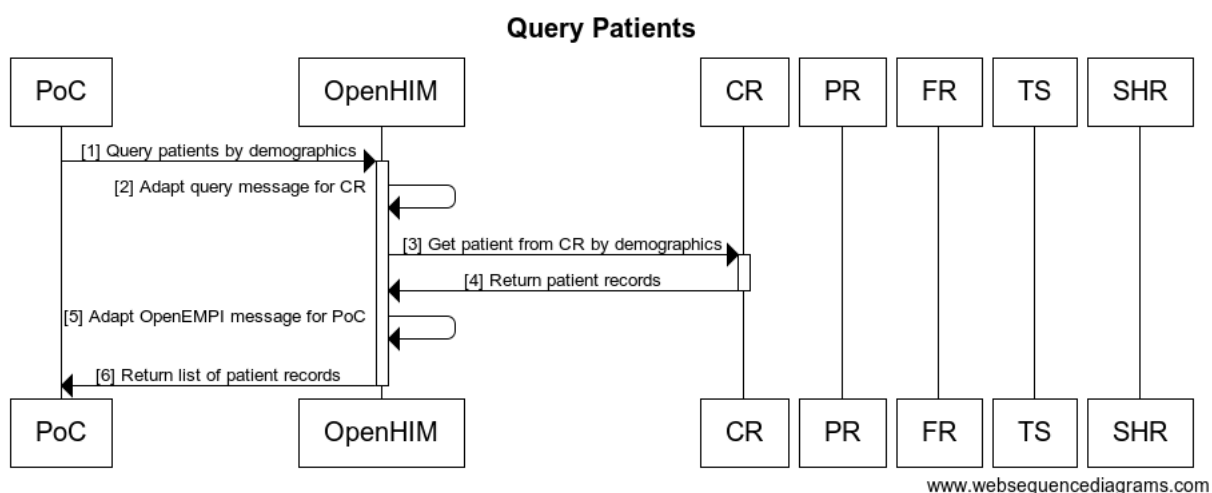 Query Patients
PoC
OpenHIM
CR
PR
FR
TS
SHR
[1] Query patients by demographics
[2] Adapt query message for CR
[3] Get patient from CR by demographics
[4] Return patient records
[5] Adapt OpenEMPI message for PoC
[6] Return list of patient records
PoC
OpenHIM
CR
PR
FR
TS
SHR
www.websequencediagrams.com